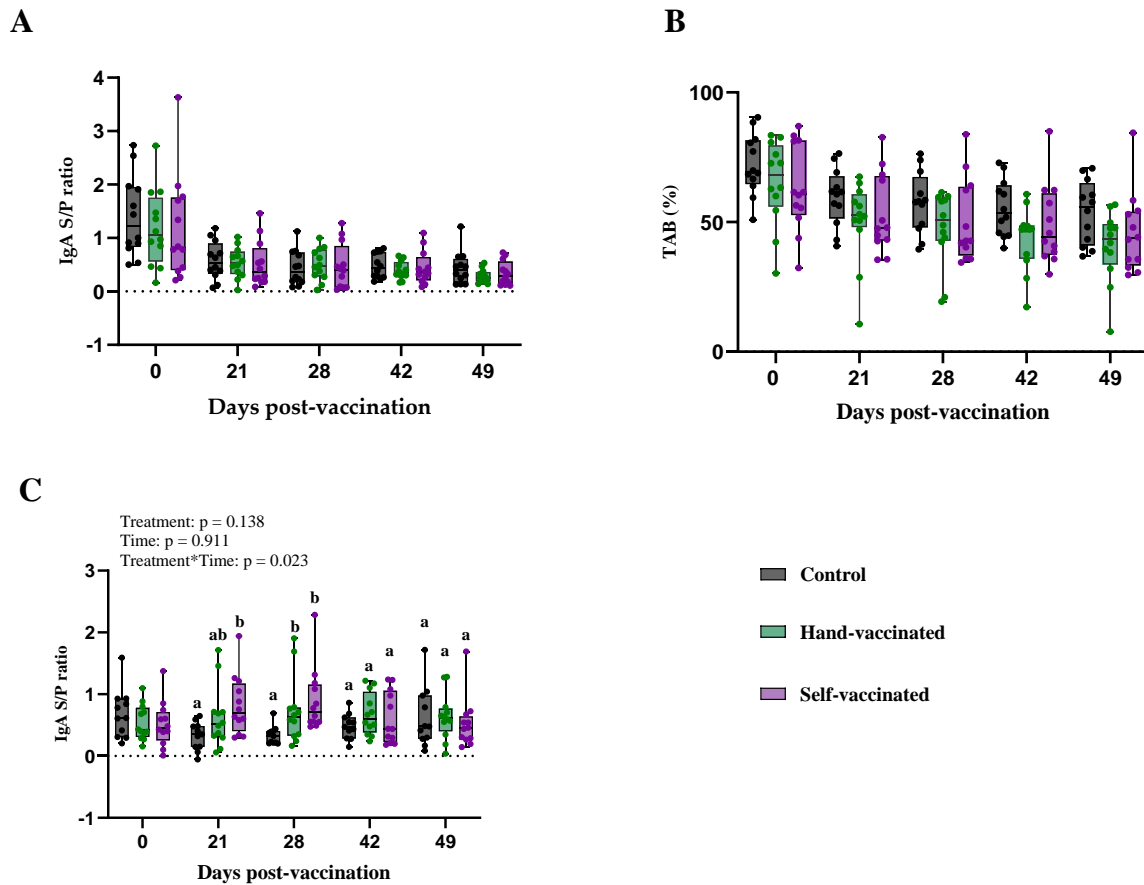 A
4
3
2
1
0
-1
IgA S/P ratio
0 21 28 42 49
Days post-vaccination
B
100
50
0
TAB (%)
0 21 28 42 49
Days post-vaccination
C
Treatment: p = 0.138
Time: p = 0.911
Treatment*Time: p = 0.023
3
2
1
0
-1
IgA S/P ratio
a ab b a b b a a a a a a
0 21 28 42 49
Days post-vaccination
Control
Hand-vaccinated
Self-vaccinated